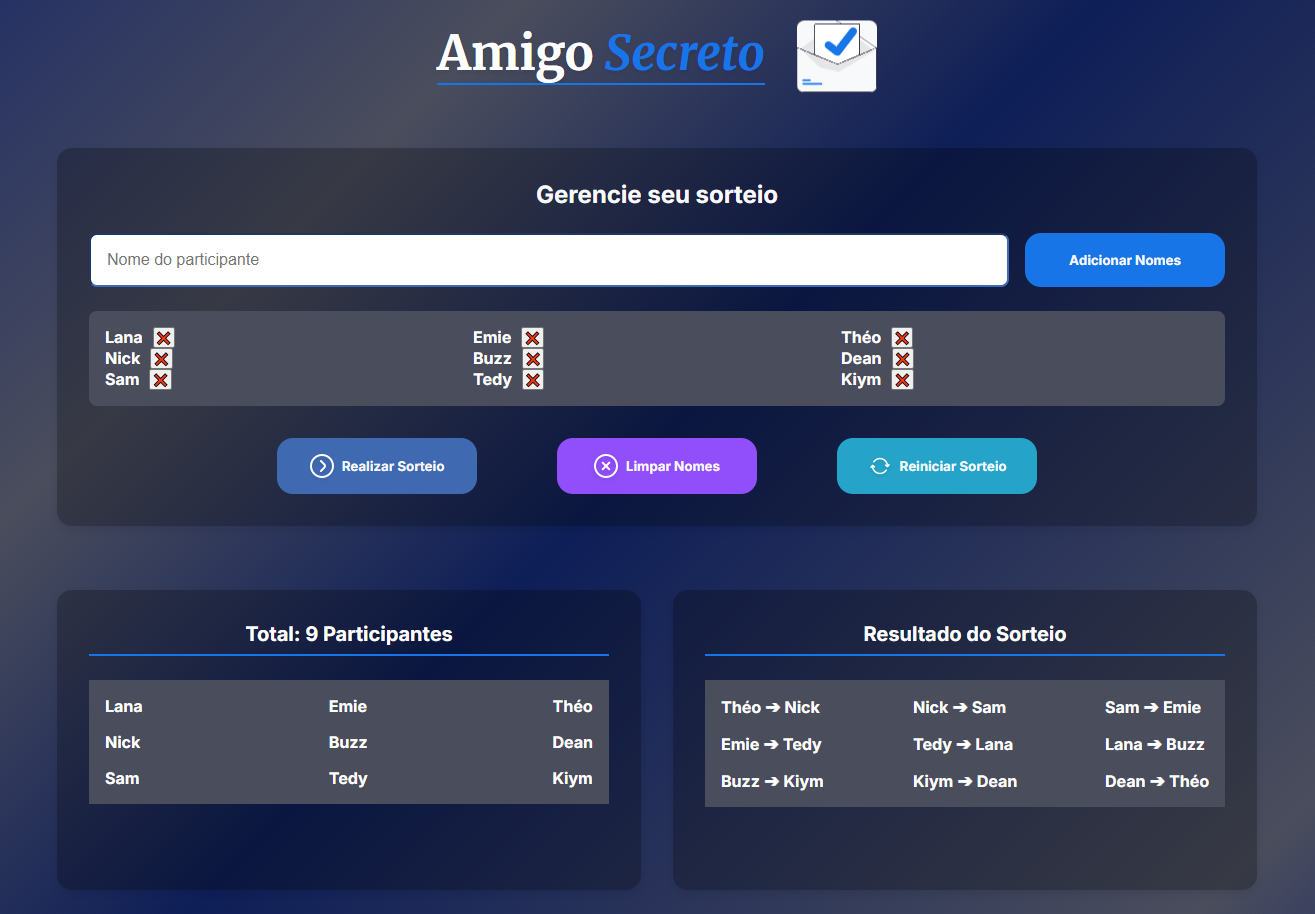 Amigo Secreto
Gerencie seu sorteio
Nome do participante
Adicionar Nomes
Lana ❌ Emie ❌ Théo ❌
Nick ❌ Buzz ❌ Dean ❌
Sam ❌ Tedy ❌ Kiym ❌
Realizar Sorteio
Limpar Nomes
Reiniciar Sorteio
Total: 9 Participantes
Lana Emie Théo
Nick Buzz Dean
Sam Tedy Kiym
Resultado do Sorteio
Théo ➔ Nick Nick ➔ Sam Sam ➔ Emie
Emie ➔ Tedy Tedy ➔ Lana Lana ➔ Buzz
Buzz ➔ Kiym Kiym ➔ Dean Dean ➔ Théo